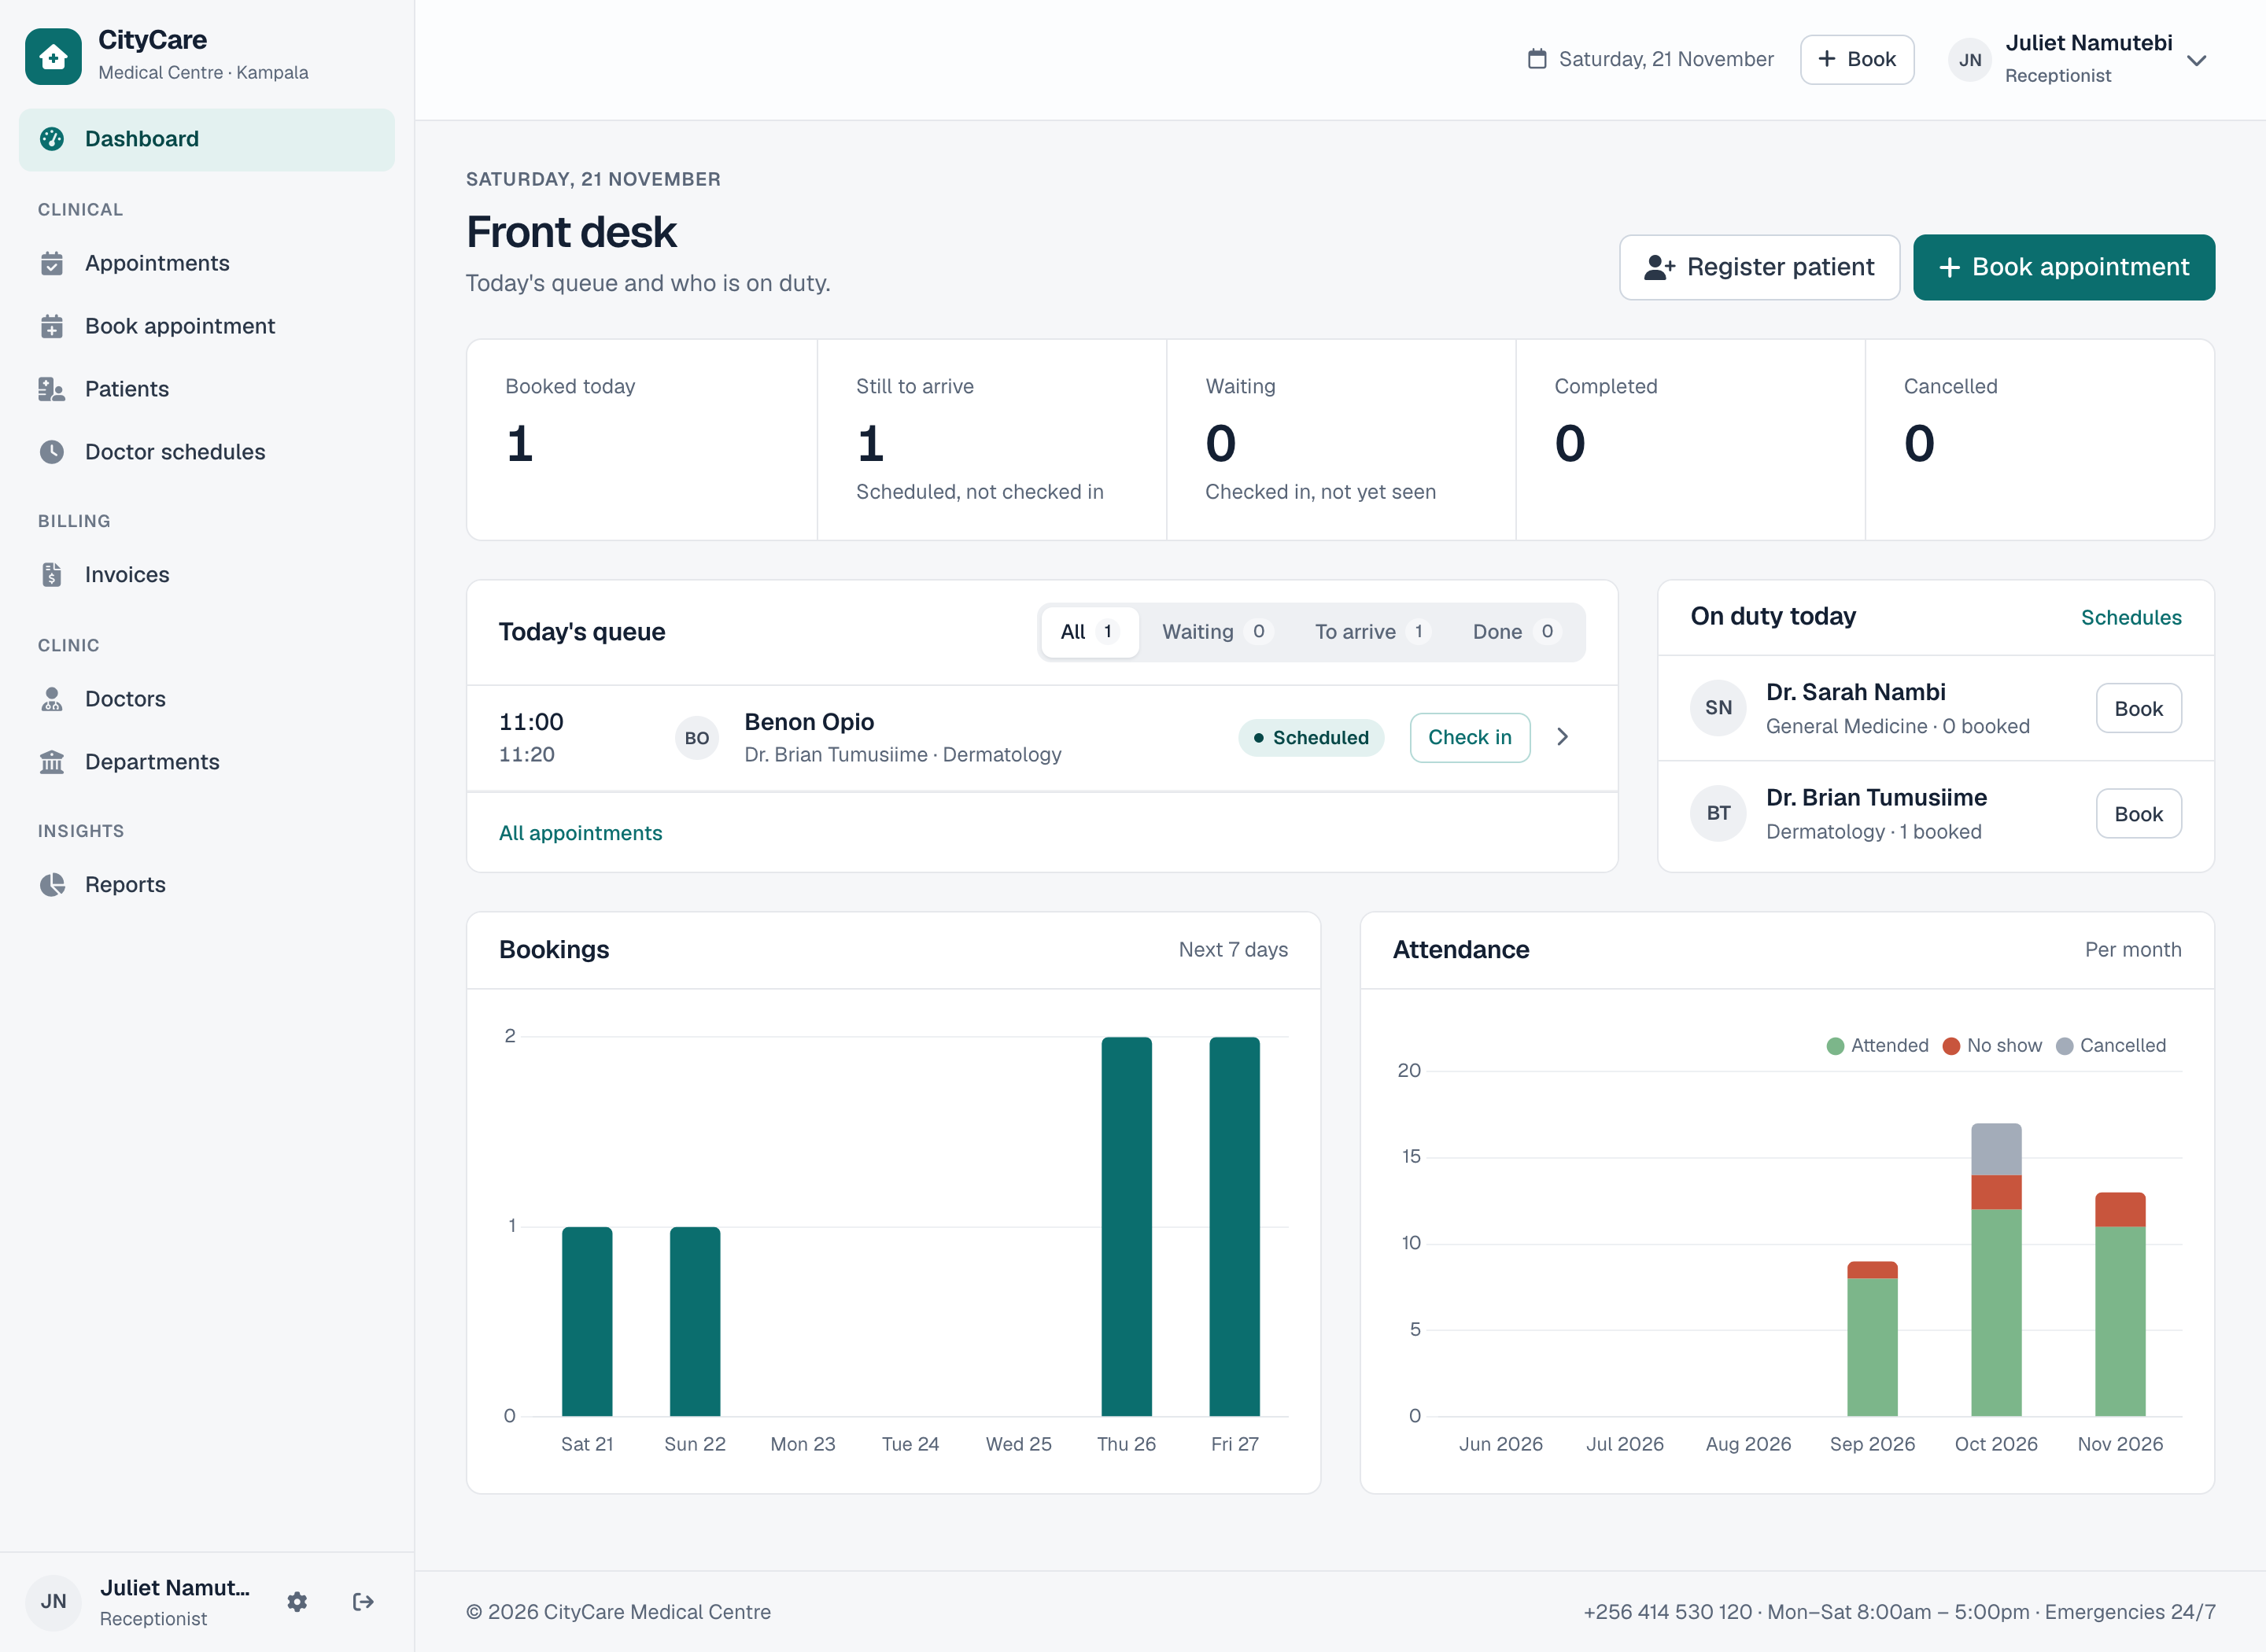 CityCare
Medical Centre · Kampala
Dashboard
CLINICAL
Appointments
Book appointment
Patients
Doctor schedules
BILLING
Invoices
CLINIC
Doctors
Departments
INSIGHTS
Reports
JN
Juliet Namut...
Receptionist
Saturday, 21 November
+ Book
JN
Juliet Namutebi
Receptionist
SATURDAY, 21 NOVEMBER
Front desk
Today's queue and who is on duty.
Register patient
+ Book appointment
Booked today
1
Still to arrive
1
Scheduled, not checked in
Waiting
0
Checked in, not yet seen
Completed
0
Cancelled
0
Today's queue
All 1
Waiting 0
To arrive 1
Done 0
11:00
11:20
BO
Benon Opio
Dr. Brian Tumusiime · Dermatology
Scheduled
Check in
All appointments
On duty today
Schedules
SN
Dr. Sarah Nambi
General Medicine · 0 booked
Book
BT
Dr. Brian Tumusiime
Dermatology · 1 booked
Book
Bookings
Next 7 days
2
1
0
Sat 21 Sun 22 Mon 23 Tue 24 Wed 25 Thu 26 Fri 27
Attendance
Per month
Attended No show Cancelled
20
15
10
5
0
Jun 2026 Jul 2026 Aug 2026 Sep 2026 Oct 2026 Nov 2026
© 2026 CityCare Medical Centre
+256 414 530 120 · Mon–Sat 8:00am – 5:00pm · Emergencies 24/7